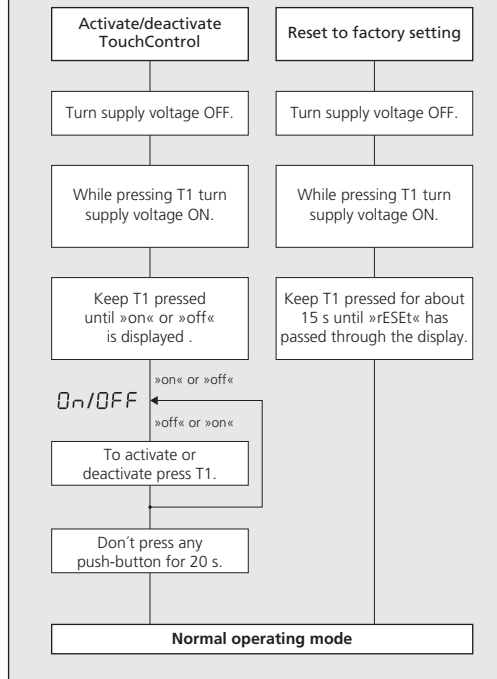 Activate/deactivate
TouchControl
Turn supply voltage OFF.
While pressing T1 turn
supply voltage ON.
Keep T1 pressed
until »on« or »off«
is displayed .
»on« or »off«
On/OFF
»off« or »on«
To activate or
deactivate press T1.
Don´t press any
push-button for 20 s.
Reset to factory setting
Turn supply voltage OFF.
While pressing T1 turn
supply voltage ON.
Keep T1 pressed for about
15 s until »rESEt« has
passed through the display.
Normal operating mode